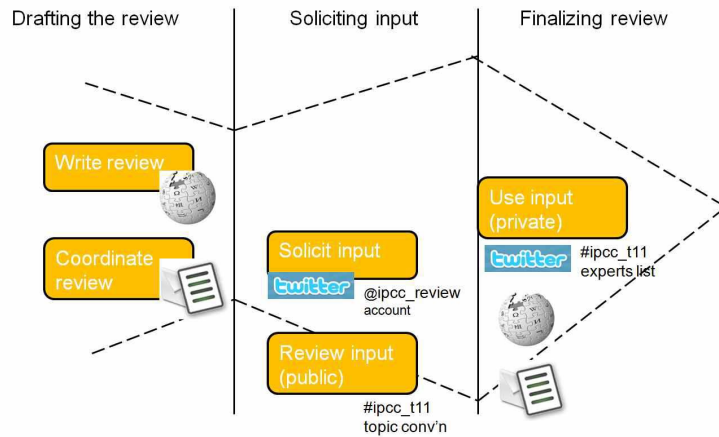 Drafting the review
Soliciting input
Finalizing review
Write review
Coordinate
review
Solicit input
twitter
@ipcc_review
account
Review input
(public)
#ipcc_t11
topic conv'n
Use input
(private)
twitter
#ipcc_t11
experts list